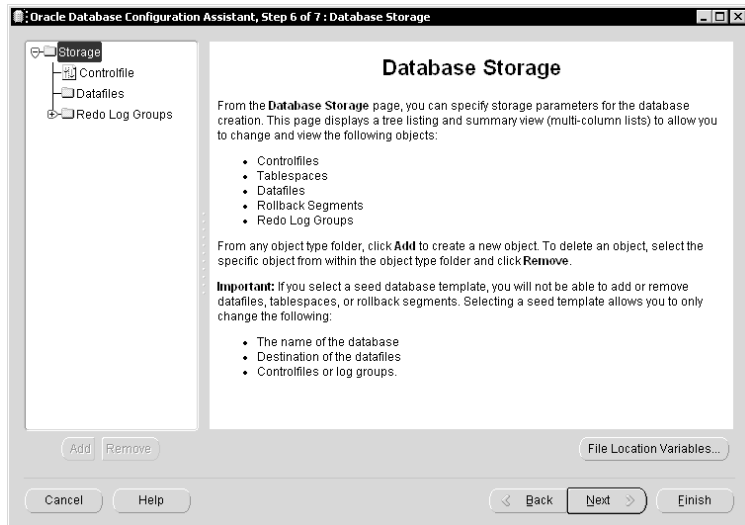 Oracle Database Configuration Assistant, Step 6 of 7 : Database Storage
Storage
Controlfile
Datafiles
Redo Log Groups
Database Storage
From the Database Storage page, you can specify storage parameters for the database
creation. This page displays a tree listing and summary view (multi-column lists) to allow you
to change and view the following objects:
• Controlfiles
• Tablespaces
• Datafiles
• Rollback Segments
• Redo Log Groups
From any object type folder, click Add to create a new object. To delete an object, select the
specific object from within the object type folder and click Remove.
Important: If you select a seed database template, you will not be able to add or remove
datafiles, tablespaces, or rollback segments. Selecting a seed template allows you to only
change the following:
• The name of the database
• Destination of the datafiles
• Controlfiles or log groups.
Add Remove
File Location Variables...
Cancel Help Back Next Finish